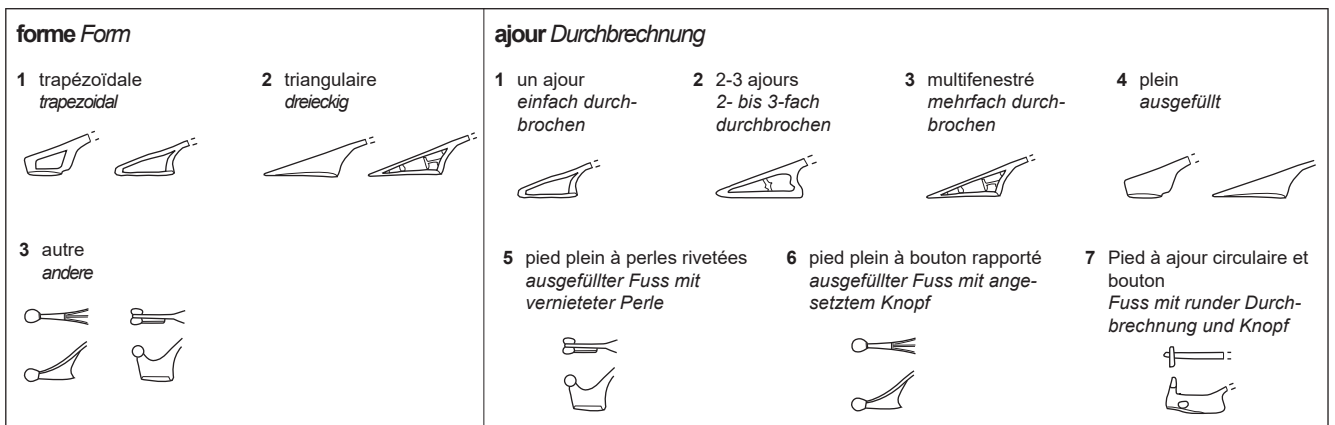 forme Form
1 trapézoïdale
trapezoidal
2 triangulaire
dreieckig
3 autre
andere
ajour Durchbrechnung
1 un ajour
einfach durch-
brochen
2 2-3 ajours
2- bis 3-fach
durchbrochen
3 multifenestré
mehrfach durch-
brochen
4 plein
ausgefüllt
5 pied plein à perles rivetées
ausgefüllter Fuss mit
vernieteter Perle
6 pied plein à bouton rapporté
ausgefüllter Fuss mit ange-
setztem Knopf
7 Pied à ajour circulaire et
bouton
Fuss mit runder Durch-
brechnung und Knopf